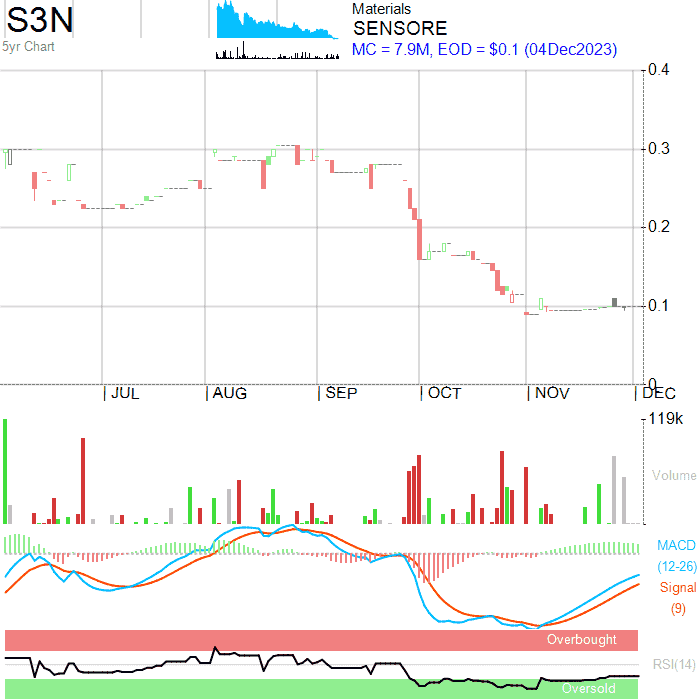 S3N
5yr Chart
Materials
SENSORE
MC = 7.9M, EOD = $0.1 (04Dec2023)
0.4
0.3
0.2
0.1
0
JUL AUG SEP OCT NOV DEC
119k
Volume
MACD
(12-26)
Signal
(9)
Overbought
RSI(14)
Oversold